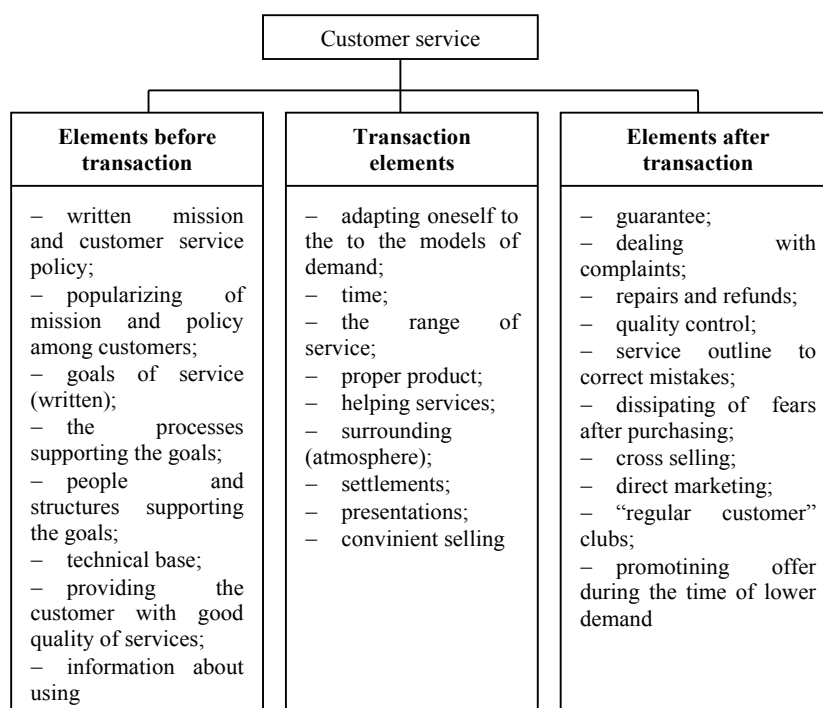 Customer service
Elements before
transaction
– written mission
and customer service
policy;
– popularizing of
mission and policy
among customers;
– goals of service
(written);
– the processes
supporting the goals;
– people and
structures supporting
the goals;
– technical base;
– providing the
customer with good
quality of services;
– information about
using
Transaction
elements
– adapting oneself to
the to the models of
demand;
– time;
– the range of
service;
– proper product;
– helping services;
– surrounding
(atmosphere);
– settlements;
– presentations;
– convinient selling
Elements after
transaction
– guarantee;
– dealing with
complaints;
– repairs and refunds;
– quality control;
– service outline to
correct mistakes;
– dissipating of fears
after purchasing;
– cross selling;
– direct marketing;
– “regular customer”
clubs;
– promotining offer
during the time of lower
demand